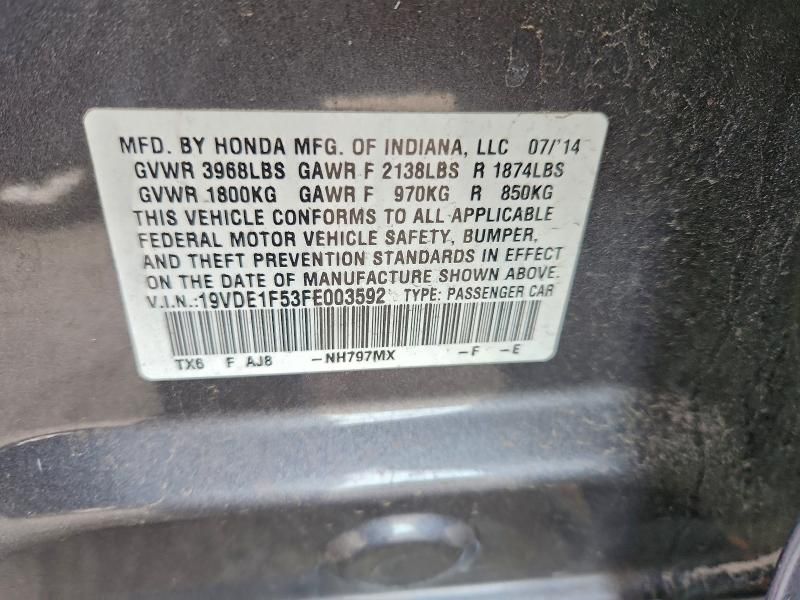 MFD. BY HONDA MFG. OF INDIANA, LLC 07/'14
GVWR 3968LBS GAWR F 2138LBS R 1874LBS
GVWR 1800KG GAWR F 970KG R 850KG
THIS VEHICLE CONFORMS TO ALL APPLICABLE
FEDERAL MOTOR VEHICLE SAFETY, BUMPER,
AND THEFT PREVENTION STANDARDS IN EFFECT
ON THE DATE OF MANUFACTURE SHOWN ABOVE.
V.I.N.:19VDE1F53FE003592 TYPE: PASSENGER CAR
TX6 F AJ8 -NH797MX -F -E